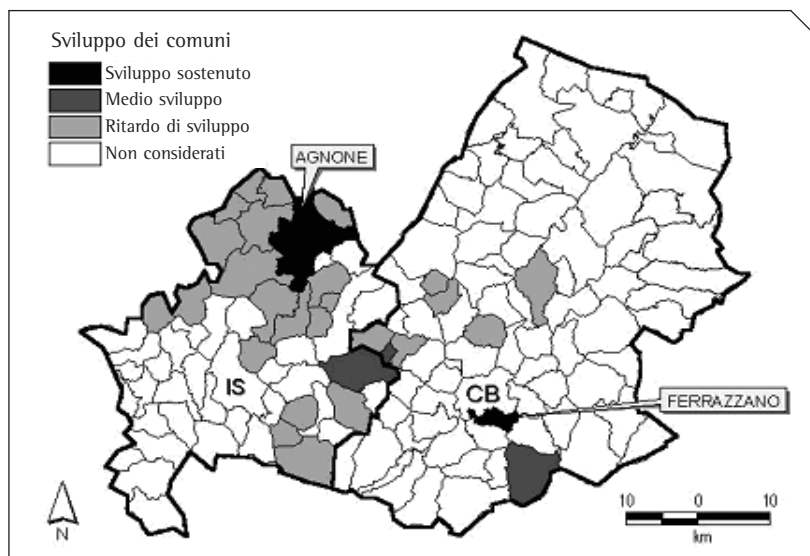 Sviluppo dei comuni
Sviluppo sostenuto
Medio sviluppo
Ritardo di sviluppo
Non considerati
AGNONE
IS
CB
FERRAZZANO
N
10 0 10
km